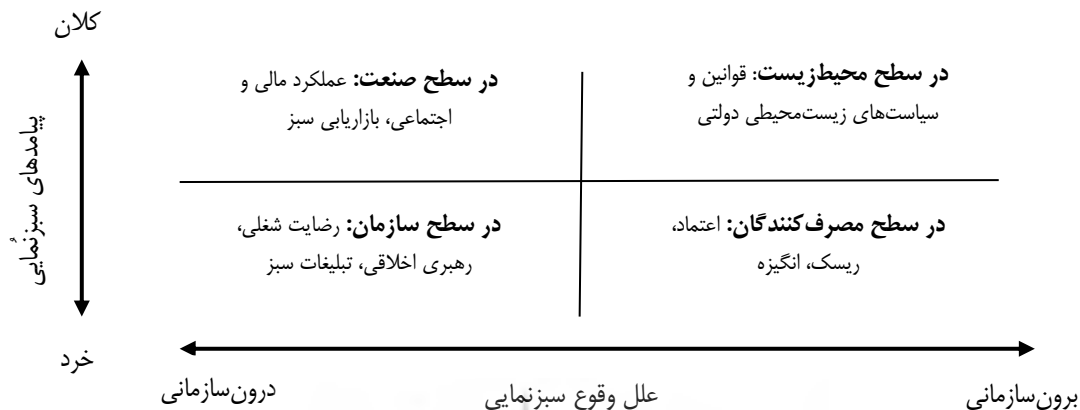 کلان
در سطح محیط‌زیست: قوانین و
سیاست‌های زیست‌محیطی دولتی
در سطح صنعت: عملکرد مالی و
اجتماعی، بازاریابی سبز
پیامدهای سبزنُمایی
در سطح مصرف‌کنندگان: اعتماد،
ریسک، انگیزه
در سطح سازمان: رضایت شغلی،
رهبری اخلاقی، تبلیغات سبز
خرد
برون‌سازمانی
علل وقوع سبزنمایی
درون‌سازمانی